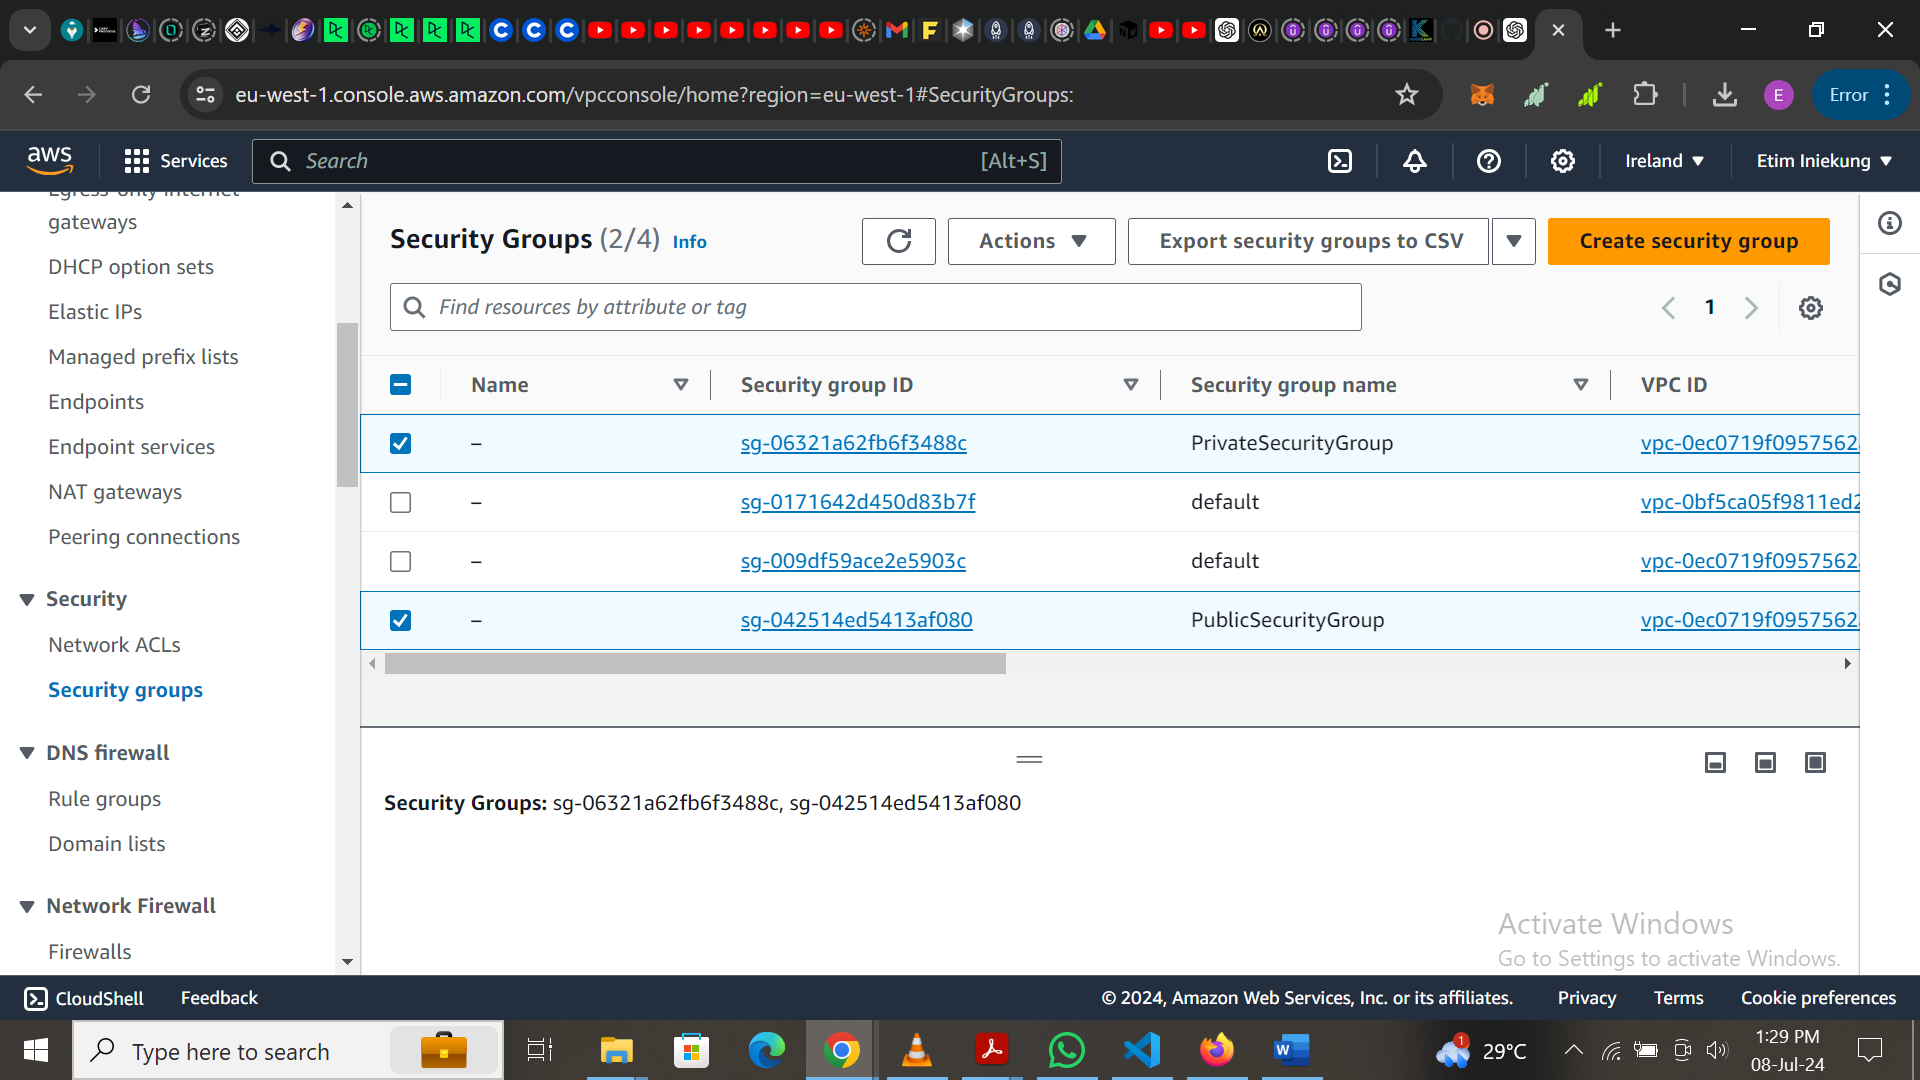 eu-west-1.console.aws.amazon.com/vpcconsole/home?region=eu-west-1#SecurityGroups:
E
Error
aws
Services
Search
[Alt+S]
Ireland
Etim Iniekung
Egress-only internet
gateways
DHCP option sets
Elastic IPs
Managed prefix lists
Endpoints
Endpoint services
NAT gateways
Peering connections
Security
Network ACLs
Security groups
DNS firewall
Rule groups
Domain lists
Network Firewall
Firewalls
Security Groups (2/4) Info
Actions
Export security groups to CSV
Create security group
Find resources by attribute or tag
1
Name Security group ID Security group name VPC ID
– sg-06321a62fb6f3488c PrivateSecurityGroup vpc-0ec0719f0957562
– sg-0171642d450d83b7f default vpc-0bf5ca05f9811ed2
– sg-009df59ace2e5903c default vpc-0ec0719f0957562
– sg-042514ed5413af080 PublicSecurityGroup vpc-0ec0719f0957562
Security Groups: sg-06321a62fb6f3488c, sg-042514ed5413af080
Activate Windows
Go to Settings to activate Windows.
CloudShell
Feedback
© 2024, Amazon Web Services, Inc. or its affiliates.
Privacy
Terms
Cookie preferences
Type here to search
1
29°C
1:29 PM
08-Jul-24